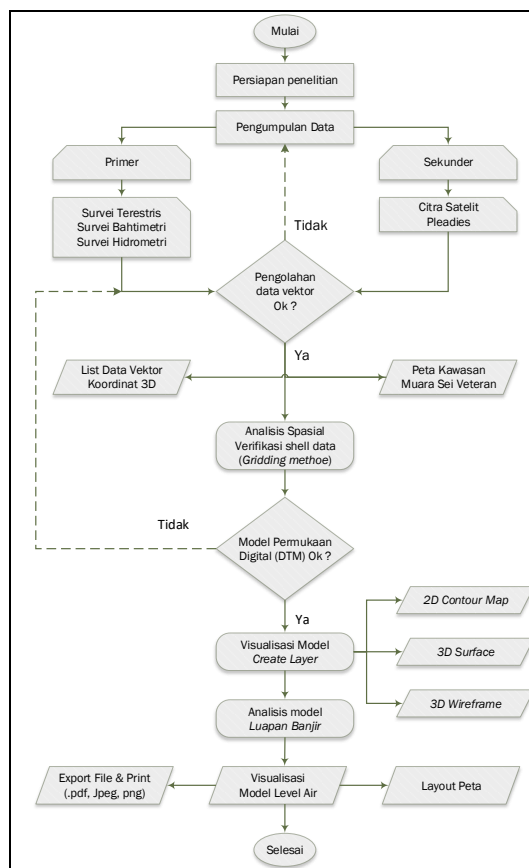 Mulai
Persiapan penelitian
Pengumpulan Data
Primer
Sekunder
Survei Terestris
Survei Bahtimetri
Survei Hidrometri
Citra Satelit
Pleadies
Tidak
Pengolahan
data vektor
Ok ?
Ya
List Data Vektor
Koordinat 3D
Peta Kawasan
Muara Sei Veteran
Analisis Spasial
Verifikasi shell data
(Gridding methoe)
Tidak
Model Permukaan
Digital (DTM) Ok ?
Ya
2D Contour Map
Visualisasi Model
Create Layer
3D Surface
3D Wireframe
Analisis model
Luapan Banjir
Export File & Print
(.pdf, Jpeg, png)
Visualisasi
Model Level Air
Layout Peta
Selesai